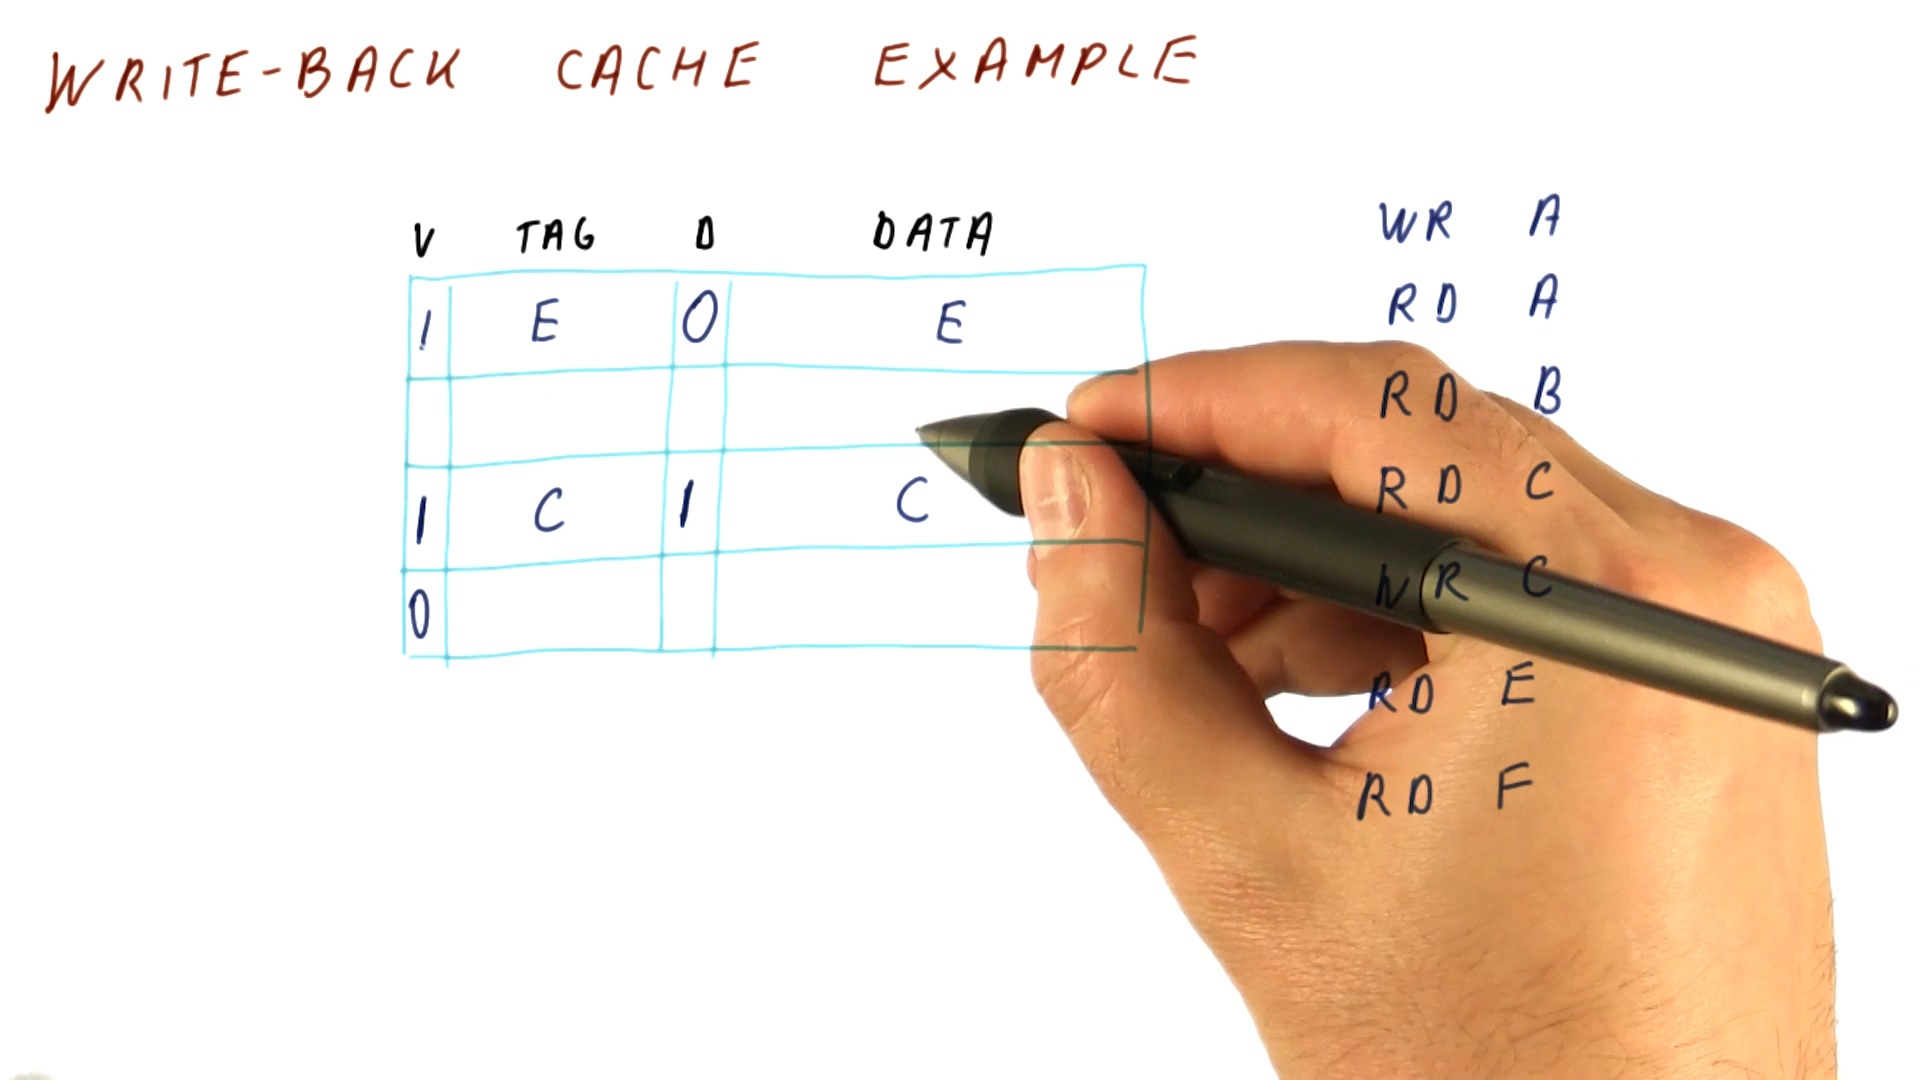 WRITE-BACK CACHE EXAMPLE
V TAG D DATA
1 E 0 E
1 C 1 C
0
WR A
RD A
RD B
RD C
WR C
RD E
RD F